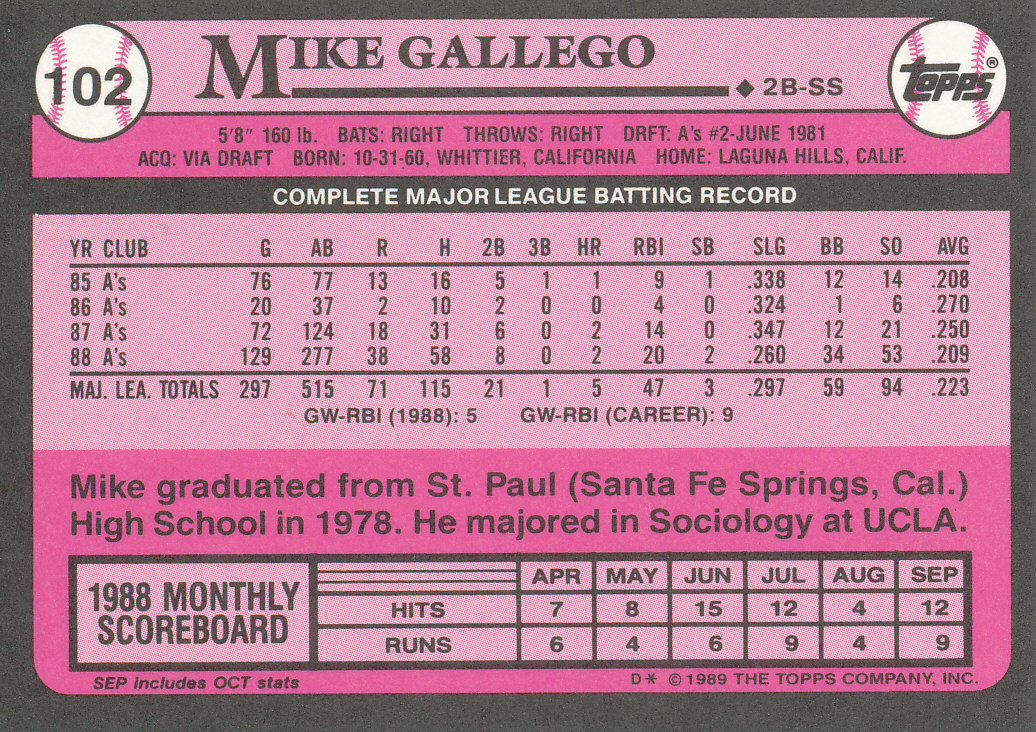 102
MIKE GALLEGO
◆ 2B-SS
TOPPS®
5'8" 160 lb. BATS: RIGHT THROWS: RIGHT DRFT: A's #2-JUNE 1981
ACQ: VIA DRAFT BORN: 10-31-60, WHITTIER, CALIFORNIA HOME: LAGUNA HILLS, CALIF.
COMPLETE MAJOR LEAGUE BATTING RECORD
YR CLUB G AB R H 2B 3B HR RBI SB SLG BB SO AVG
85 A's 76 77 13 16 5 1 1 9 1 .338 12 14 .208
86 A's 20 37 2 10 2 0 0 4 0 .324 1 6 .270
87 A's 72 124 18 31 6 0 2 14 0 .347 12 21 .250
88 A's 129 277 38 58 8 0 2 20 2 .260 34 53 .209
MAJ. LEA. TOTALS 297 515 71 115 21 1 5 47 3 .297 59 94 .223
GW-RBI (1988): 5 GW-RBI (CAREER): 9
Mike graduated from St. Paul (Santa Fe Springs, Cal.)
High School in 1978. He majored in Sociology at UCLA.
1988 MONTHLY
SCOREBOARD
APR MAY JUN JUL AUG SEP
HITS 7 8 15 12 4 12
RUNS 6 4 6 9 4 9
SEP includes OCT stats
D* © 1989 THE TOPPS COMPANY, INC.